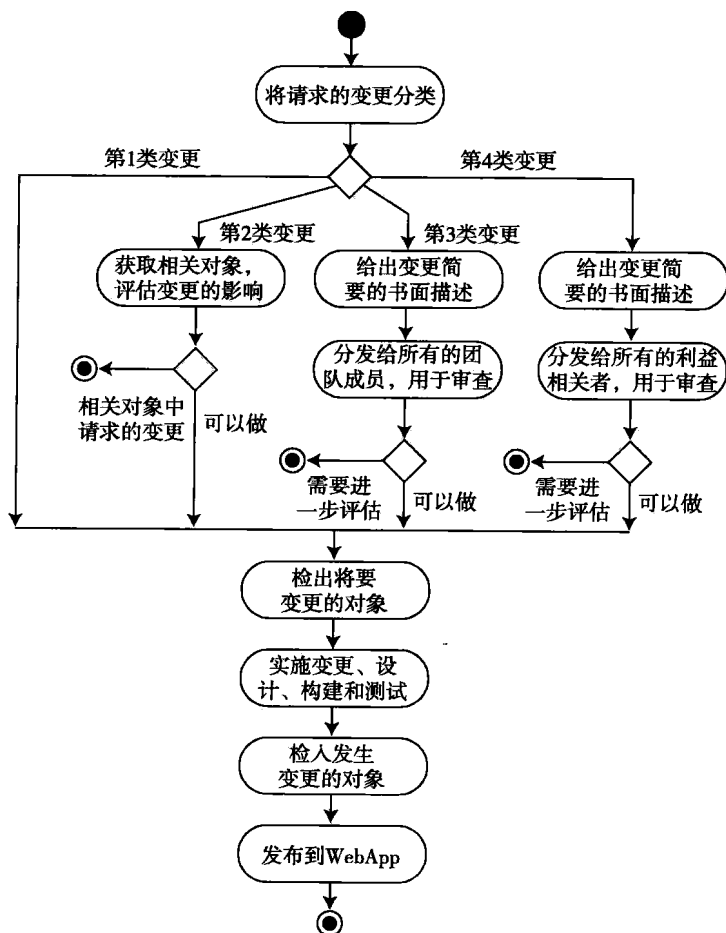 将请求的变更分类
第1类变更
第4类变更
第2类变更
第3类变更
获取相关对象，
评估变更的影响
给出变更简
要的书面描述
给出变更简
要的书面描述
分发给所有的团
队成员，用于审查
分发给所有的利益
相关者，用于审查
相关对象中
请求的变更
可以做
需要进
一步评估
可以做
需要进
一步评估
可以做
检出将要
变更的对象
实施变更、设
计、构建和测试
检入发生
变更的对象
发布到WebApp